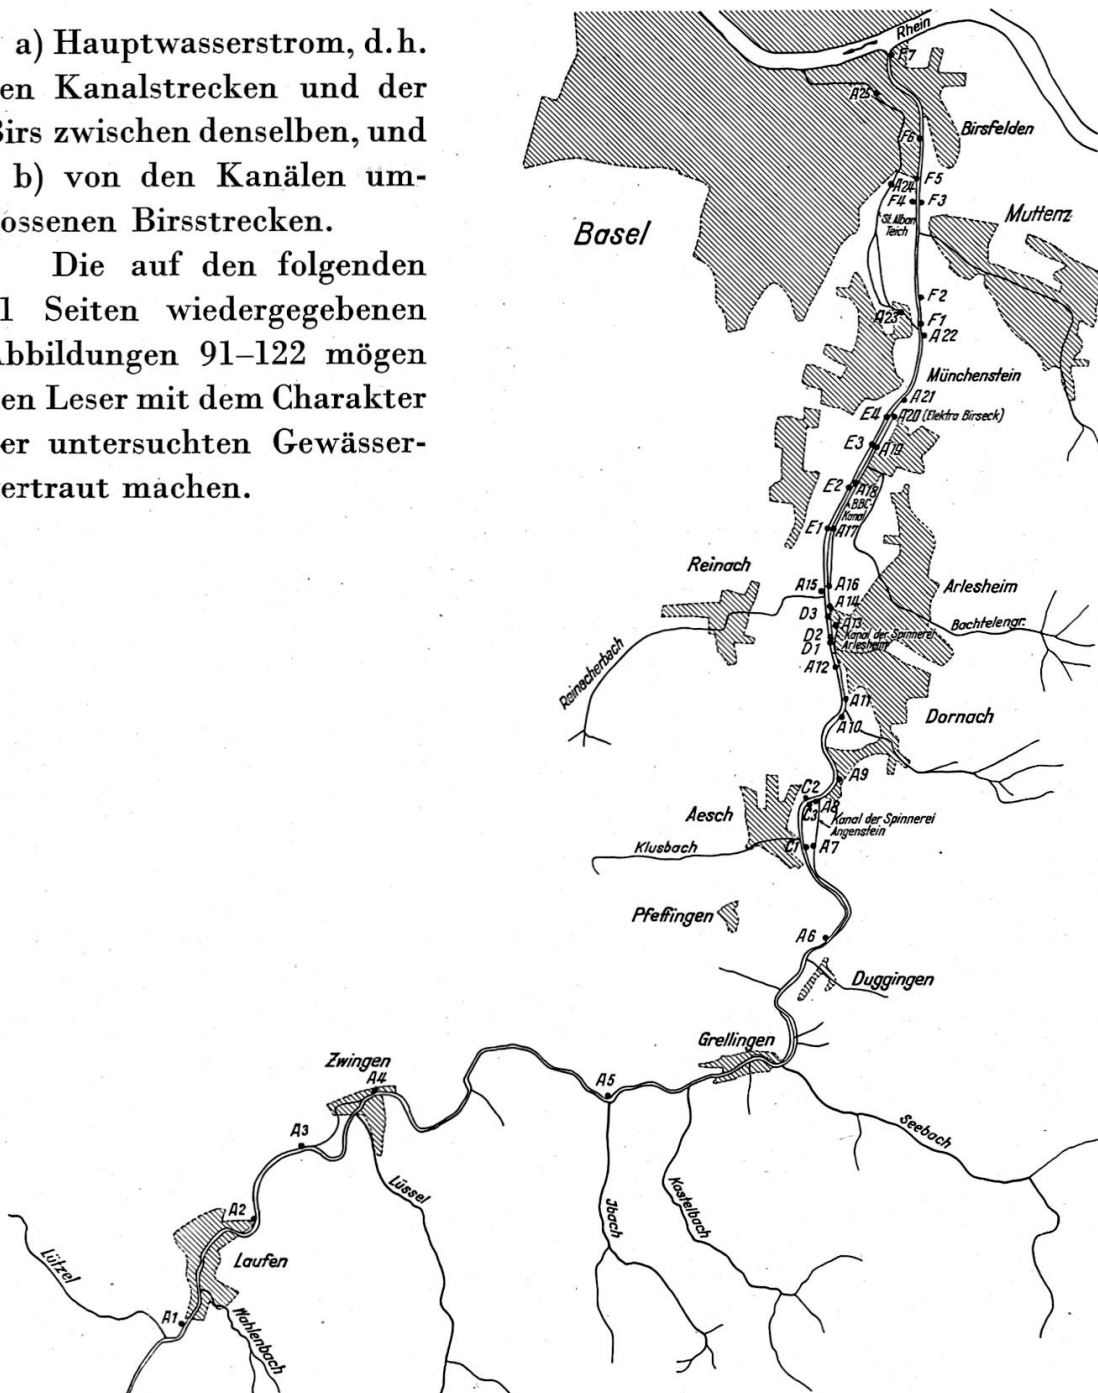 a) Hauptwasserstrom, d.h.
en Kanalstrecken und der
Birs zwischen denselben, und
b) von den Kanälen um-
ossenen Birsstrecken.
Die auf den folgenden
1 Seiten wiedergegebenen
Abbildungen 91–122 mögen
en Leser mit dem Charakter
er untersuchten Gewässer-
vertraut machen.
Rhein
F7
A25
Birsfelden
F6
F5
A24
F4
F3
St. Alban
Teich
Muttenz
Basel
F2
A23
F1
A22
Münchenstein
A21
E4
A20 (Elektra Birseck)
E3
A19
E2
A18
BBC-
Kanal
E1
A17
Reinach
A15
A16
Arlesheim
A14
D3
A13
Kanal der Spinnerei
Arlesheim
D2
D1
Bachtelengr.
A12
Reinacherbach
A11
A10
Dornach
A9
C2
A8
C3
Aesch
Kanal der Spinnerei
Angenstein
C1
A7
Klusbach
Pfeffingen
A6
Duggingen
Grellingen
Zwingen
A4
A5
A3
Seebach
Lüssel
Jbach
Kastelbach
A2
Laufen
Lützel
A1
Wahlenbach